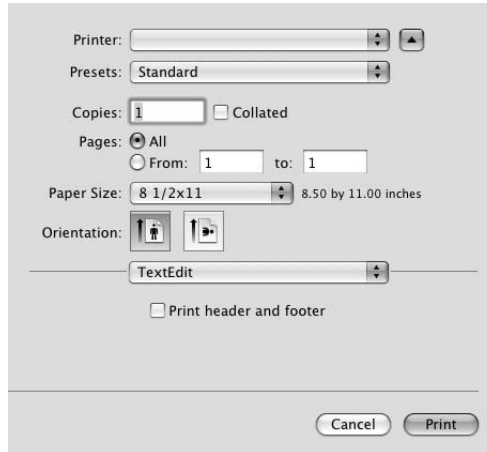 Printer:
Presets: Standard
Copies: 1 Collated
Pages: All
From: 1 to: 1
Paper Size: 8 1/2x11 8.50 by 11.00 inches
Orientation:
TextEdit
Print header and footer
Cancel Print